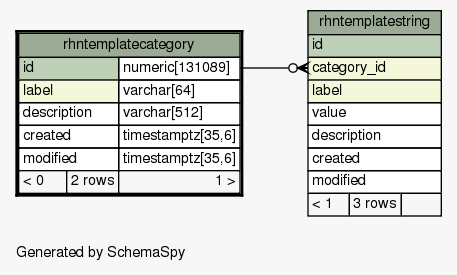 rhntemplatecategory
id numeric[131089]
label varchar[64]
description varchar[512]
created timestamptz[35,6]
modified timestamptz[35,6]
< 0 2 rows 1 >
rhntemplatestring
id
category_id
label
value
description
created
modified
< 1 3 rows
Generated by SchemaSpy